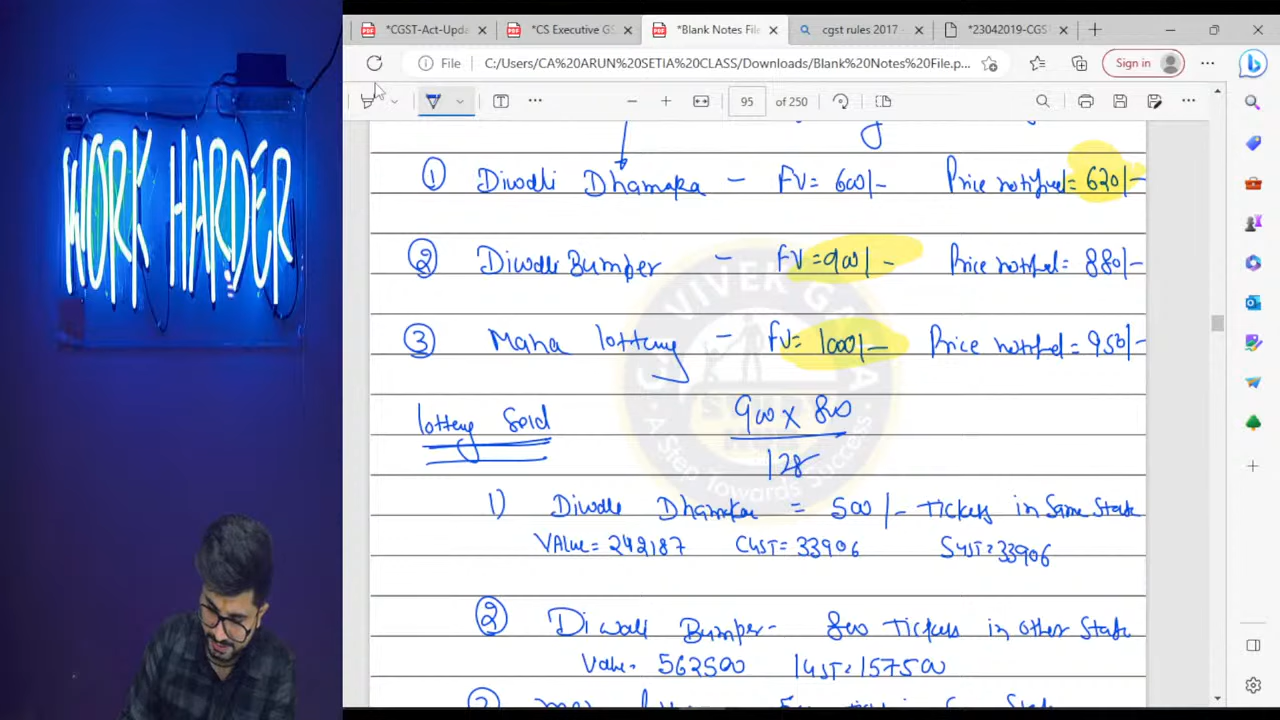 *CGST-Act-Upda
*CS Executive GS
*Blank Notes File
cgst rules 2017
*23042019-CGST
File
C:/Users/CA%20ARUN%20SETIA%20CLASS/Downloads/Blank%20Notes%20File.p...
Sign in
95 of 250
WORK HARDER
① Diwali Dhamaka - FV= 600/- Price notified= 620/-
② Diwali Bumper - FV=900/- Price notified= 880/-
③ Maha lottery - FV= 1000/- Price notified= 950/-
lottery Sold
900 x 800
128
1) Diwali Dhamaka = 500/- Tickets in Same State
Value= 242187 CGST= 33906 SGST=33906
② Diwali Bumper- 800 Tickets in other State
Value- 562500 IGST=157500